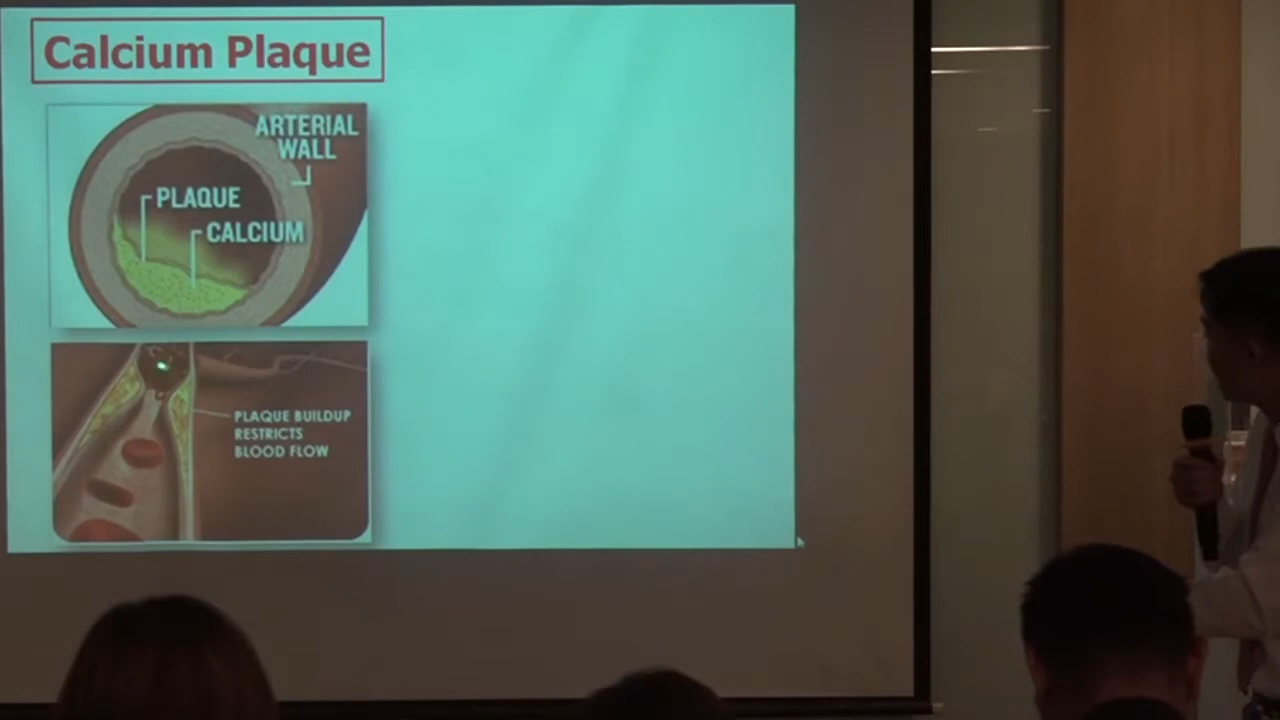 Calcium Plaque
ARTERIAL
WALL
PLAQUE
CALCIUM
PLAQUE BUILDUP
RESTRICTS
BLOOD FLOW